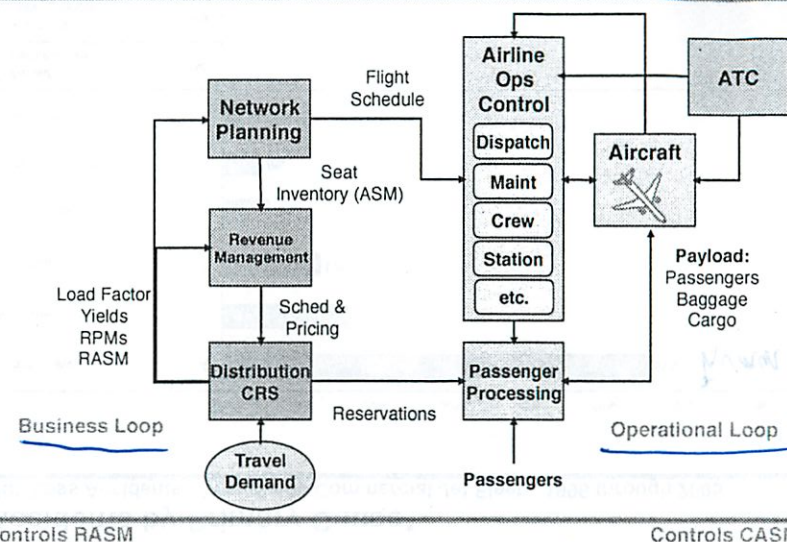 Airline
Ops
Control
Dispatch
Maint
Crew
Station
etc.
ATC
Aircraft
Flight
Schedule
Network
Planning
Seat
Inventory (ASM)
Revenue
Management
Load Factor
Yields
RPMs
RASM
Sched &
Pricing
Payload:
Passengers
Baggage
Cargo
Distribution
CRS
Reservations
Passenger
Processing
Business Loop
Operational Loop
Travel
Demand
Passengers
ontrols RASM
Controls CASM